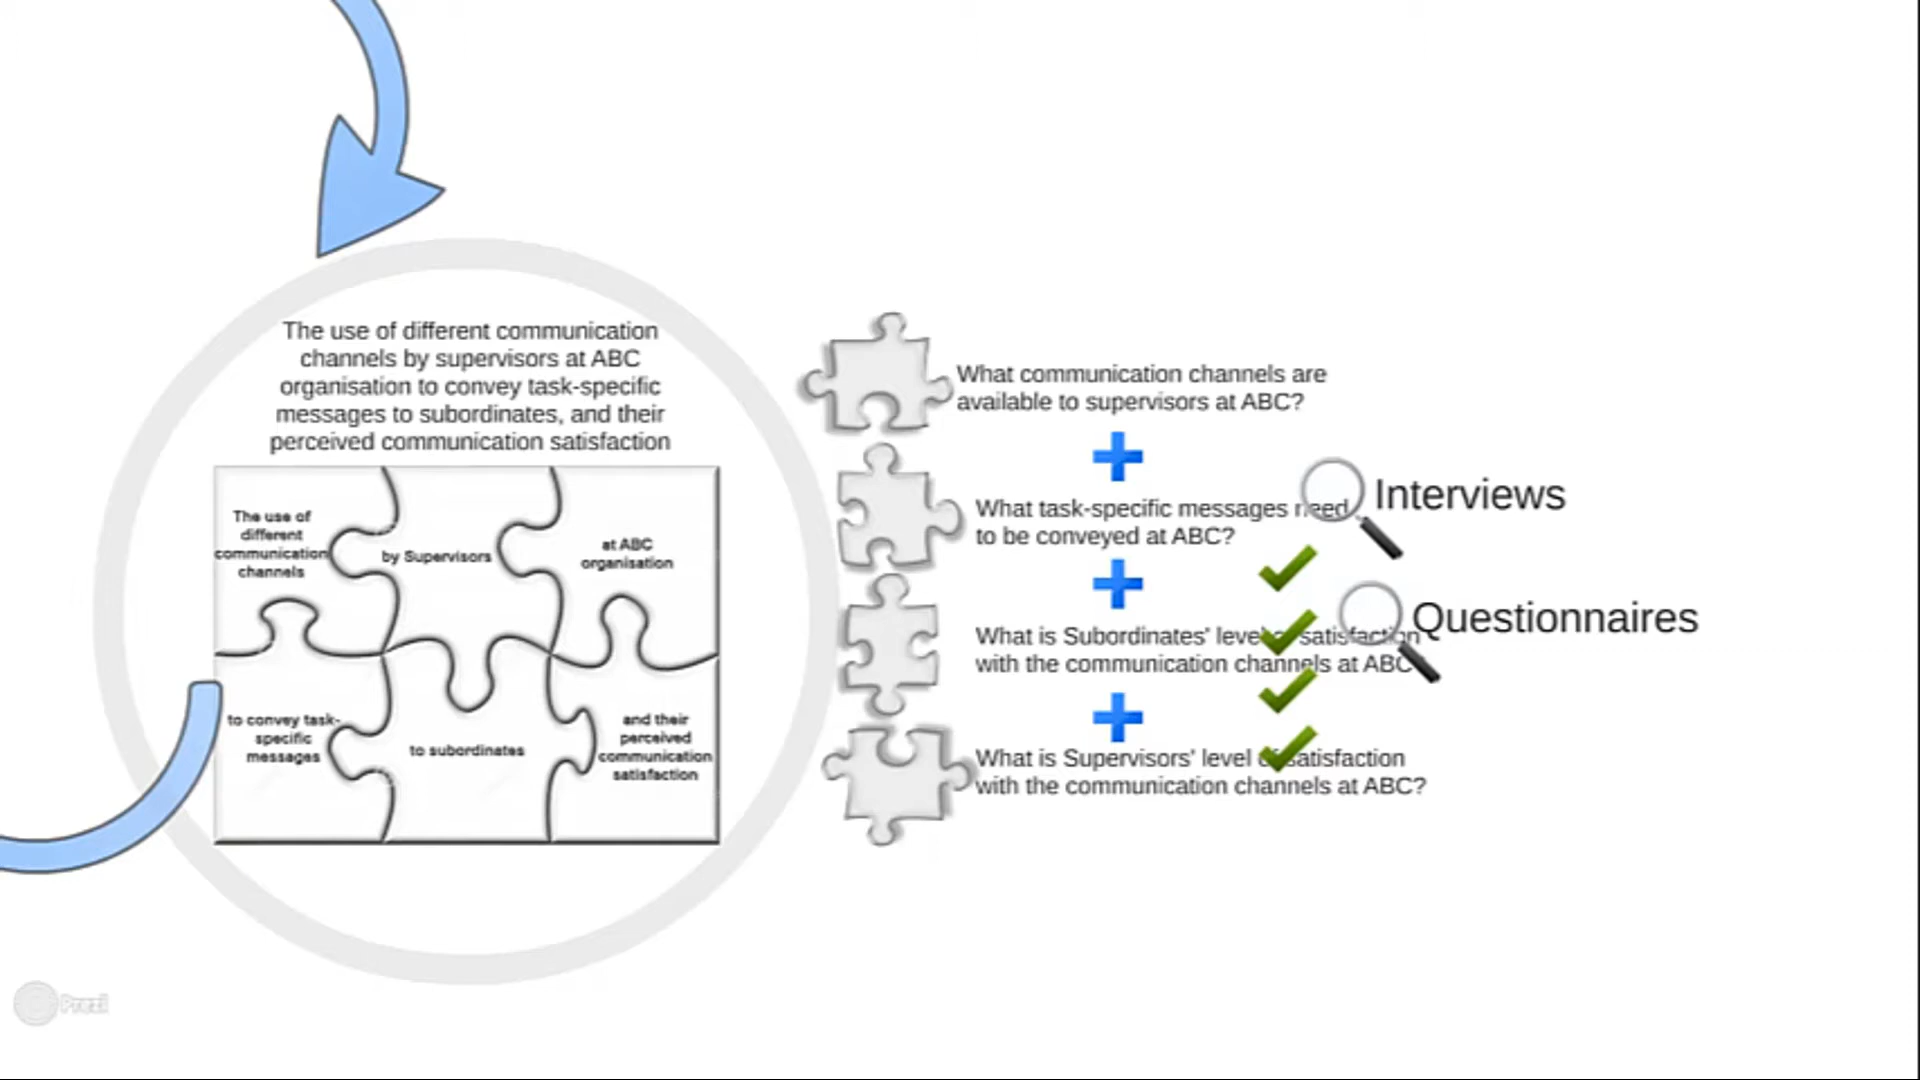 The use of different communication
channels by supervisors at ABC
organisation to convey task-specific
messages to subordinates, and their
perceived communication satisfaction
The use of
different
communication
channels
by Supervisors
at ABC
organisation
to convey task-
specific
messages
to subordinates
and their
perceived
communication
satisfaction
What communication channels are
available to supervisors at ABC?
What task-specific messages need
to be conveyed at ABC?
What is Subordinates' level satisfaction
with the communication channels at ABC
What is Supervisors' level satisfaction
with the communication channels at ABC?
Interviews
Questionnaires
Prezi